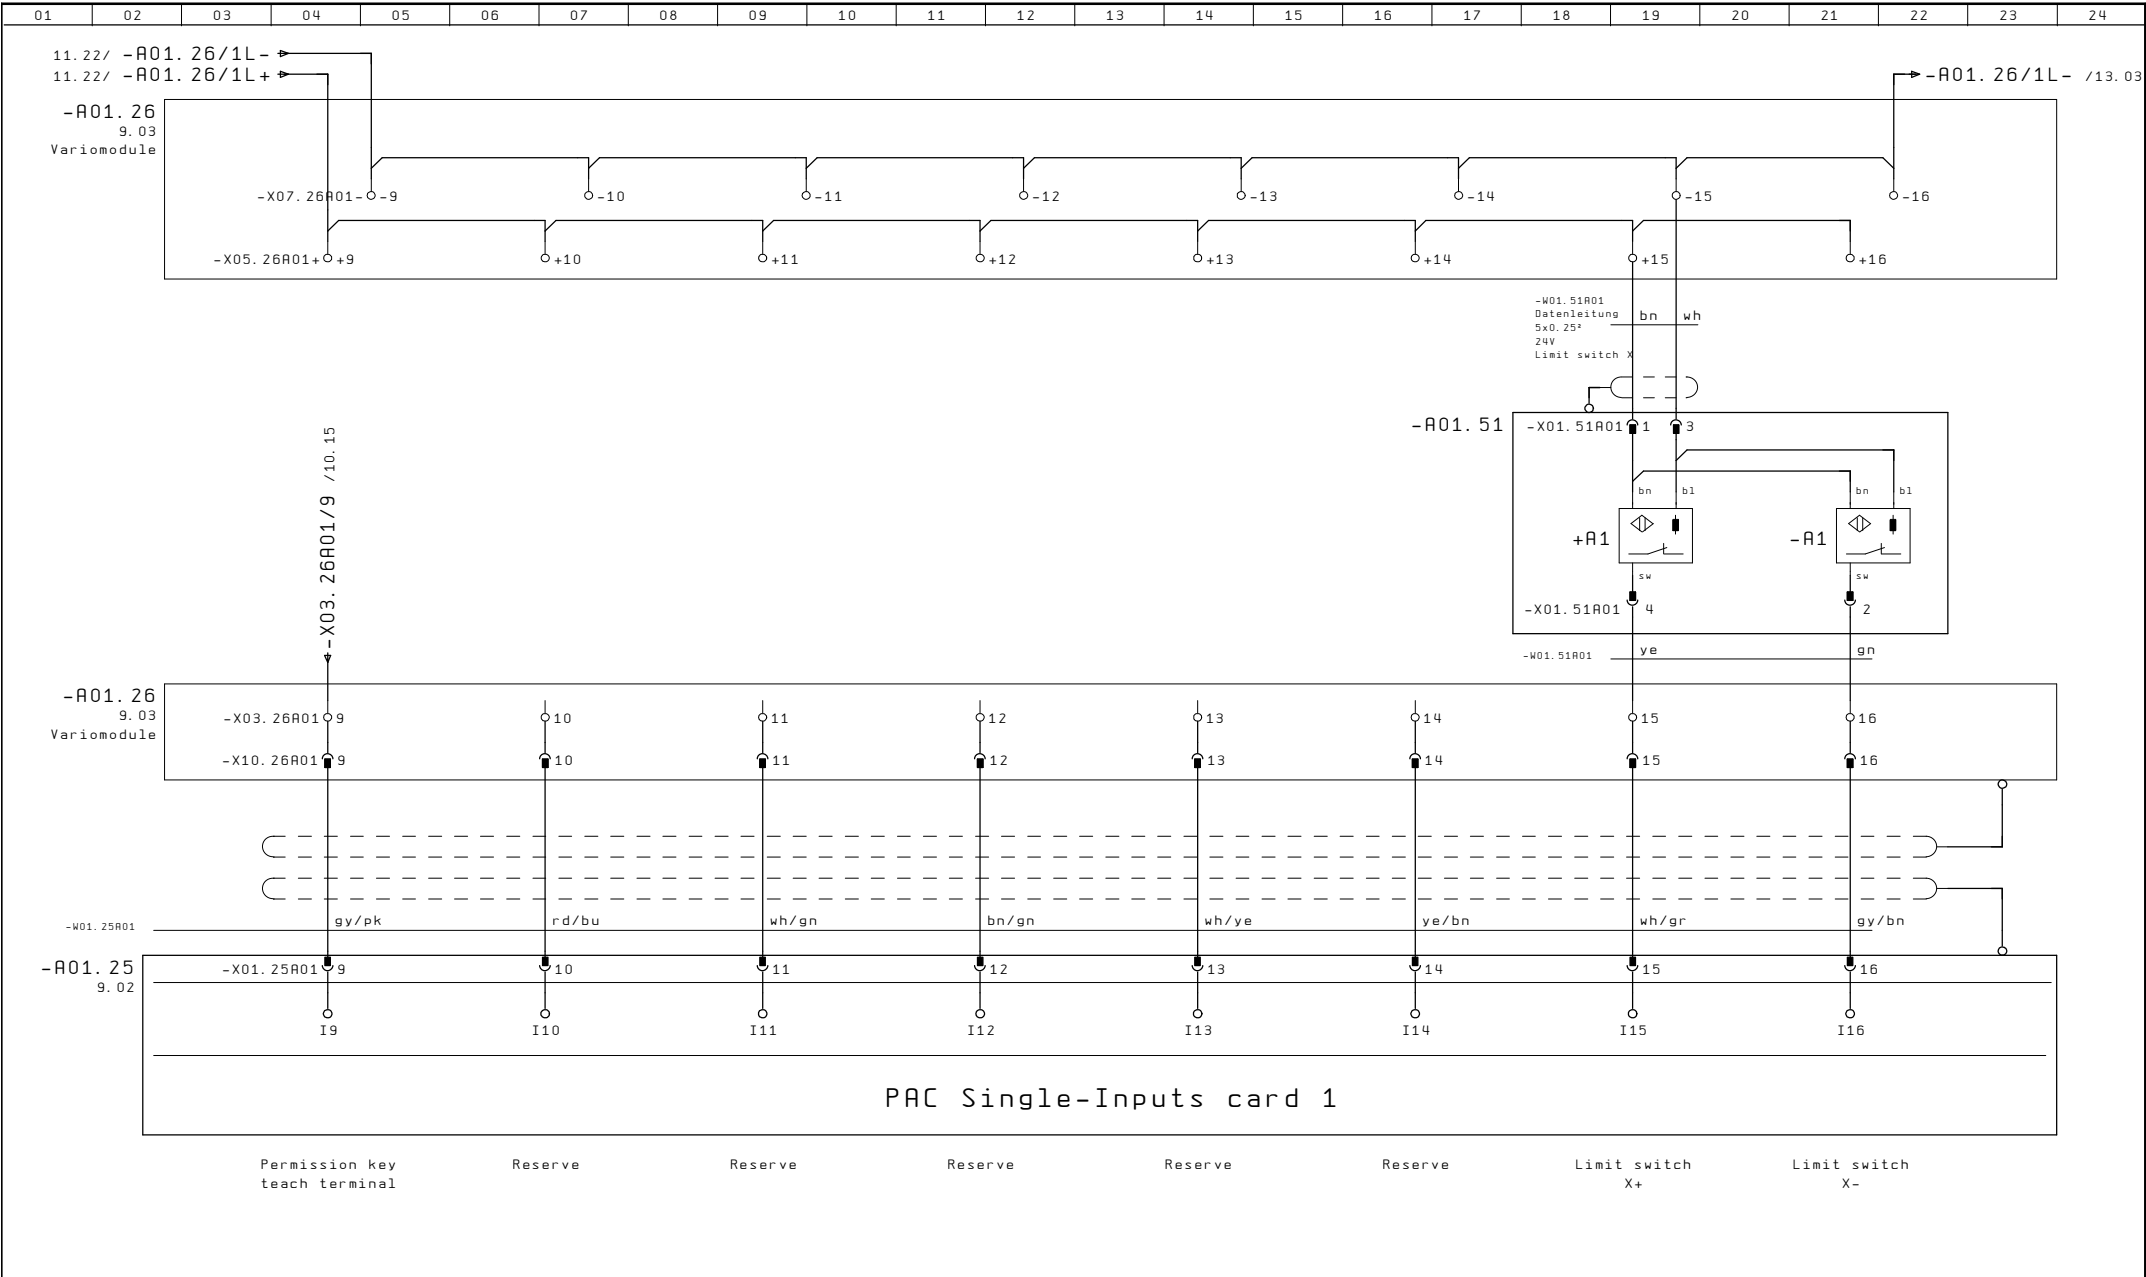 01 02 03 04 05 06 07 08 09 10 11 12 13 14 15 16 17 18 19 20 21 22 23 24
11.22/ -A01.26/1L-
11.22/ -A01.26/1L+
-A01.26/1L- /13.03
-A01.26
9.03
Variomodule
-X07.26A01- -9 -10 -11 -12 -13 -14 -15 -16
-X05.26A01+ +9 +10 +11 +12 +13 +14 +15 +16
-W01.51A01
Datenleitung
5x0.25²
24V
Limit switch X
bn wh
-A01.51
-X01.51A01 1 3
bn bl bn bl
+A1 -A1
sw sw
-X01.51A01 4 2
-W01.51A01 ye gn
-X03.26A01/9 /10.15
-A01.26
9.03
Variomodule
-X03.26A01 9 10 11 12 13 14 15 16
-X10.26A01 9 10 11 12 13 14 15 16
-W01.25A01 gy/pk rd/bu wh/gn bn/gn wh/ye ye/bn wh/gr gy/bn
-A01.25
9.02
-X01.25A01 9 10 11 12 13 14 15 16
I9 I10 I11 I12 I13 I14 I15 I16
PAC Single-Inputs card 1
Permission key
teach terminal
Reserve
Reserve
Reserve
Reserve
Reserve
Limit switch
X+
Limit switch
X-